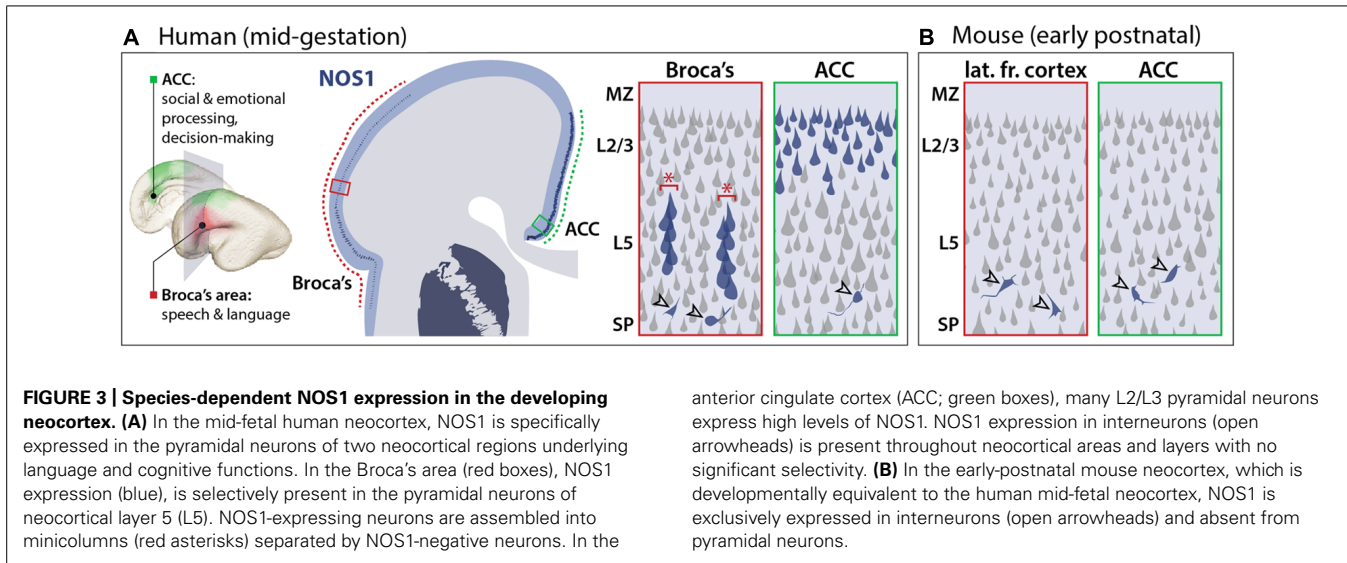 A Human (mid-gestation)
ACC:
social & emotional
processing,
decision-making
Broca's area:
speech & language
NOS1
Broca's
ACC
Broca's ACC
MZ
L2/3
L5
SP
*
*
B Mouse (early postnatal)
lat. fr. cortex ACC
MZ
L2/3
L5
SP
FIGURE 3 | Species-dependent NOS1 expression in the developing
neocortex. (A) In the mid-fetal human neocortex, NOS1 is specifically
expressed in the pyramidal neurons of two neocortical regions underlying
language and cognitive functions. In the Broca's area (red boxes), NOS1
expression (blue), is selectively present in the pyramidal neurons of
neocortical layer 5 (L5). NOS1-expressing neurons are assembled into
minicolumns (red asterisks) separated by NOS1-negative neurons. In the
anterior cingulate cortex (ACC; green boxes), many L2/L3 pyramidal neurons
express high levels of NOS1. NOS1 expression in interneurons (open
arrowheads) is present throughout neocortical areas and layers with no
significant selectivity. (B) In the early-postnatal mouse neocortex, which is
developmentally equivalent to the human mid-fetal neocortex, NOS1 is
exclusively expressed in interneurons (open arrowheads) and absent from
pyramidal neurons.